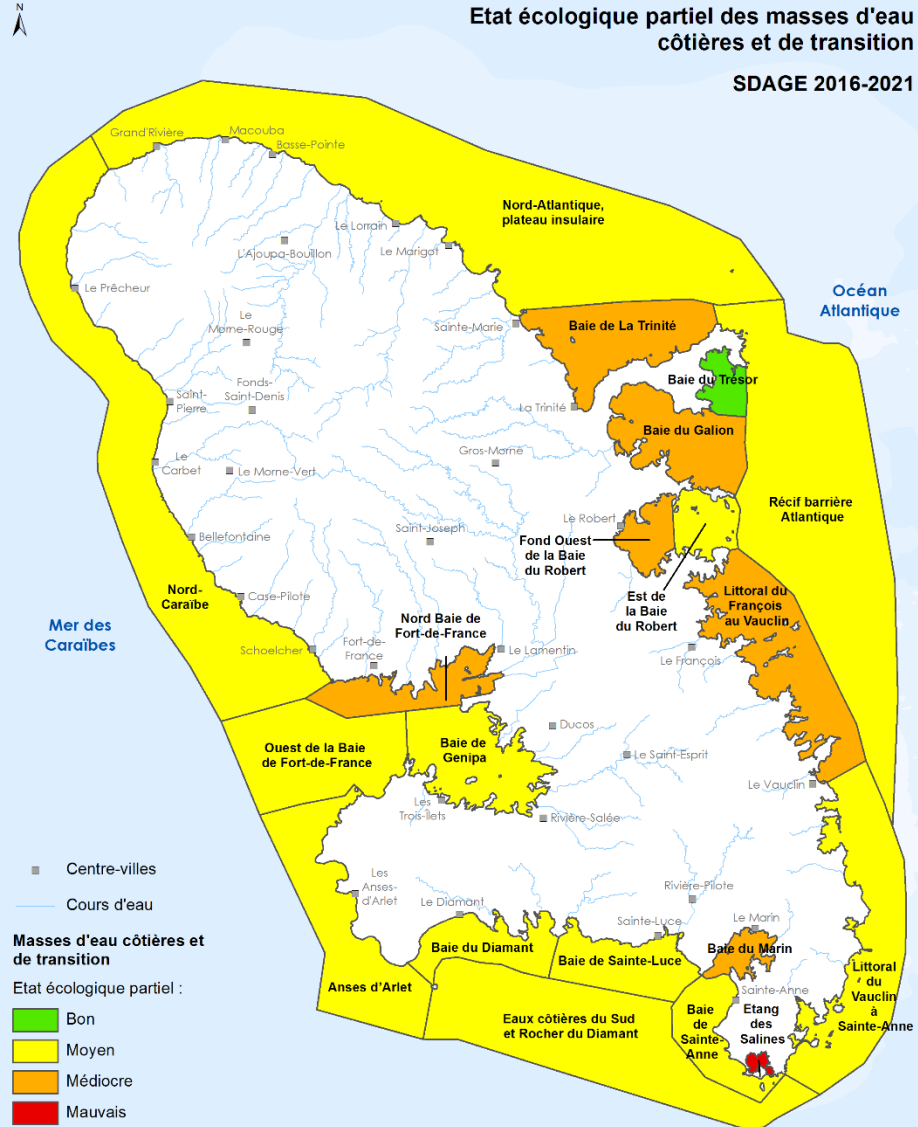 N
Etat écologique partiel des masses d'eau
côtières et de transition
SDAGE 2016-2021
Grand'Rivière
Macouba
Basse-Pointe
Nord-Atlantique,
plateau insulaire
Le Lorrain
L'Ajoupa-Bouillon
Le Marigot
Le Prêcheur
Océan
Atlantique
Le
Morne-Rouge
Sainte-Marie
Baie de La Trinité
Baie du Trésor
Fonds-
Saint-Denis
Saint-
Pierre
La Trinité
Baie du Galion
Gros-Morne
Le
Carbet
Le Morne-Vert
Récif barrière
Atlantique
Saint-Joseph
Le Robert
Bellefontaine
Fond Ouest
de la Baie
du Robert
Est de
la Baie
du Robert
Littoral du
François
au Vauclin
Nord-
Caraïbe
Case-Pilote
Mer des
Caraïbes
Nord Baie de
Fort-de-France
Schoelcher
Fort-de-
France
Le Lamentin
Le François
Ducos
Ouest de la Baie
de Fort-de-France
Baie de
Genipa
Le Saint-Esprit
Le Vauclin
Les
Trois-Îlets
Rivière-Salée
Les
Anses-
d'Arlet
Rivière-Pilote
Le Diamant
Sainte-Luce
Le Marin
Baie du Marin
Baie du Diamant
Baie de Sainte-Luce
Anses d'Arlet
Sainte-Anne
Littoral
du
Vauclin
à
Sainte-Anne
Eaux côtières du Sud
et Rocher du Diamant
Baie
de
Sainte-
Anne
Etang
des
Salines
Centre-villes
Cours d'eau
Masses d'eau côtières et
de transition
Etat écologique partiel :
Bon
Moyen
Médiocre
Mauvais